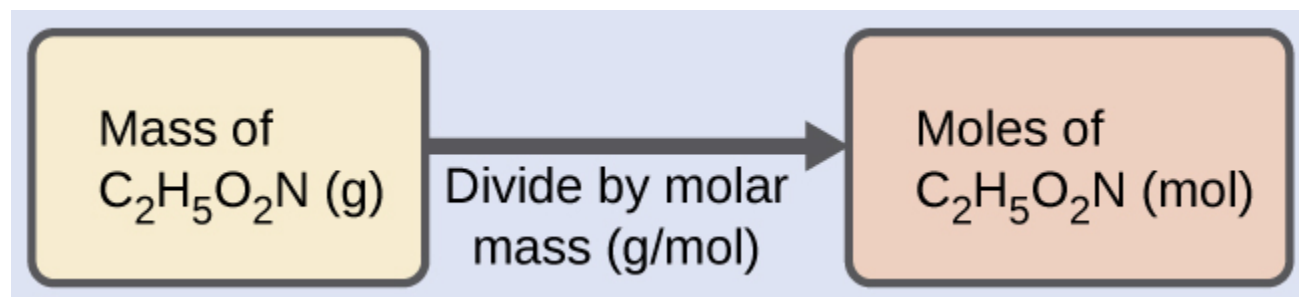 Mass of
C₂H₅O₂N (g)
Divide by molar
mass (g/mol)
Moles of
C₂H₅O₂N (mol)